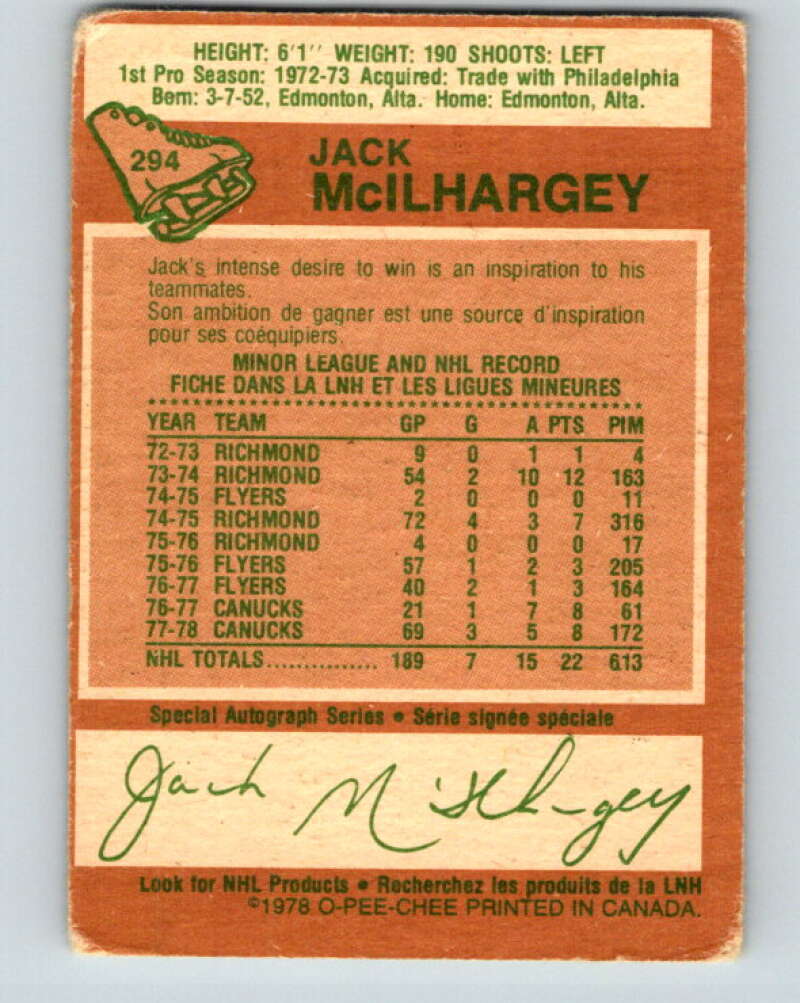 HEIGHT: 6'1'' WEIGHT: 190 SHOOTS: LEFT
1st Pro Season: 1972-73 Acquired: Trade with Philadelphia
Born: 3-7-52, Edmonton, Alta. Home: Edmonton, Alta.
294
JACK
McILHARGEY
Jack's intense desire to win is an inspiration to his
teammates.
Son ambition de gagner est une source d'inspiration
pour ses coéquipiers.
MINOR LEAGUE AND NHL RECORD
FICHE DANS LA LNH ET LES LIGUES MINEURES
YEAR TEAM GP G A PTS PIM
72-73 RICHMOND 9 0 1 1 4
73-74 RICHMOND 54 2 10 12 163
74-75 FLYERS 2 0 0 0 11
74-75 RICHMOND 72 4 3 7 316
75-76 RICHMOND 4 0 0 0 17
75-76 FLYERS 57 1 2 3 205
76-77 FLYERS 40 2 1 3 164
76-77 CANUCKS 21 1 7 8 61
77-78 CANUCKS 69 3 5 8 172
NHL TOTALS............... 189 7 15 22 613
Special Autograph Series • Série signée spéciale
Jack McIlhargey
Look for NHL Products • Recherchez les produits de la LNH
©1978 O-PEE-CHEE PRINTED IN CANADA.